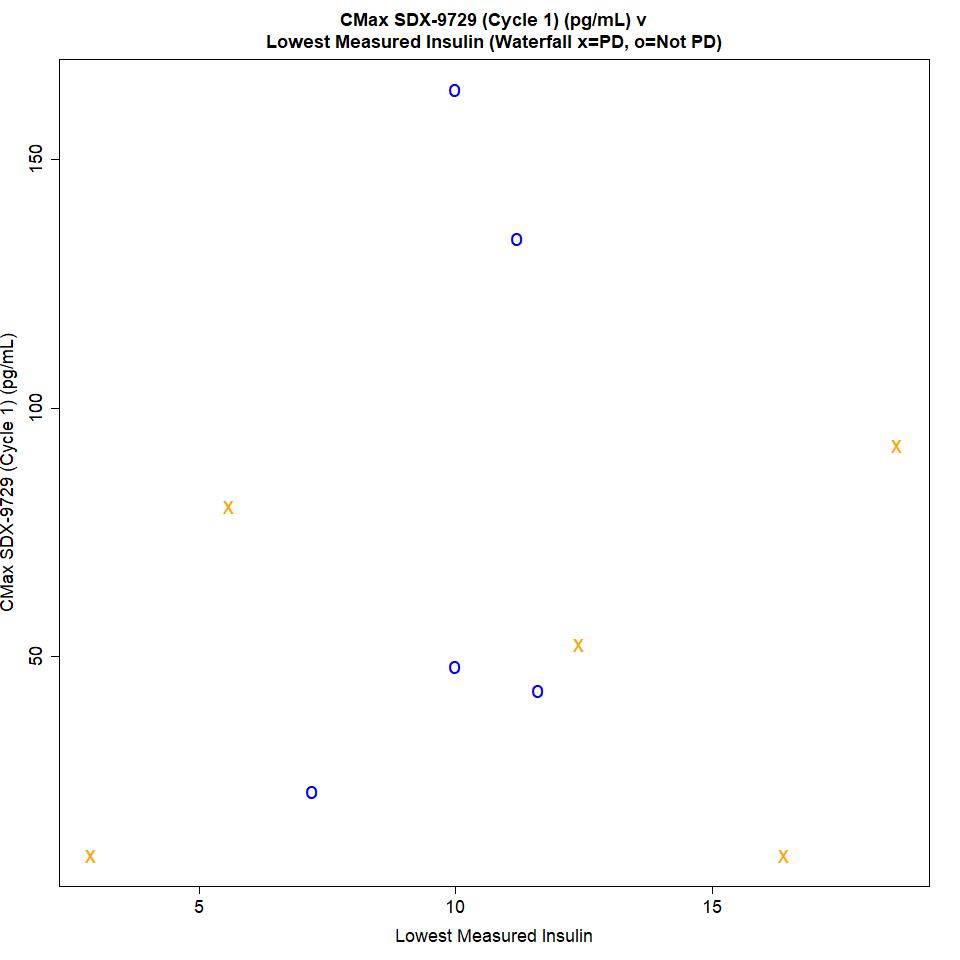 CMax SDX-9729 (Cycle 1) (pg/mL) v
Lowest Measured Insulin (Waterfall x=PD, o=Not PD)
CMax SDX-9729 (Cycle 1) (pg/mL)
150
100
50
o
o
x
x
x
o
o
o
x
x
5
10
15
Lowest Measured Insulin